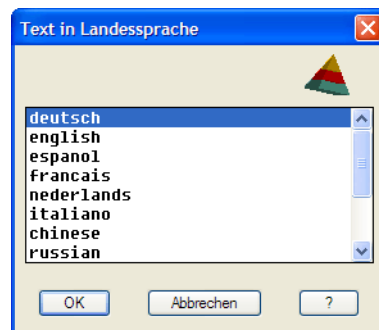 Text in Landessprache
deutsch
english
espanol
francais
nederlands
italiano
chinese
russian
OK Abbrechen ?